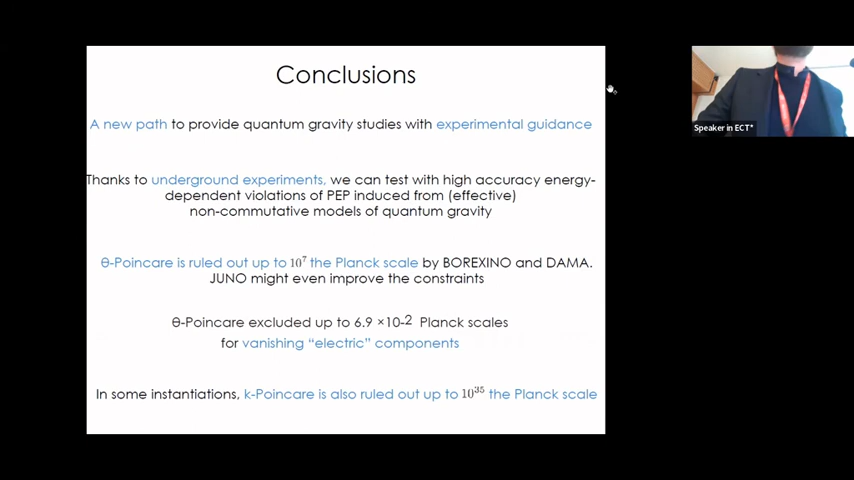 Conclusions
A new path to provide quantum gravity studies with experimental guidance
Thanks to underground experiments, we can test with high accuracy energy-
dependent violations of PEP induced from (effective)
non-commutative models of quantum gravity
θ-Poincare is ruled out up to 10⁷ the Planck scale by BOREXINO and DAMA.
JUNO might even improve the constraints
θ-Poincare excluded up to 6.9 ×10-2 Planck scales
for vanishing “electric” components
In some instantiations, k-Poincare is also ruled out up to 10³⁵ the Planck scale
Speaker in ECT*